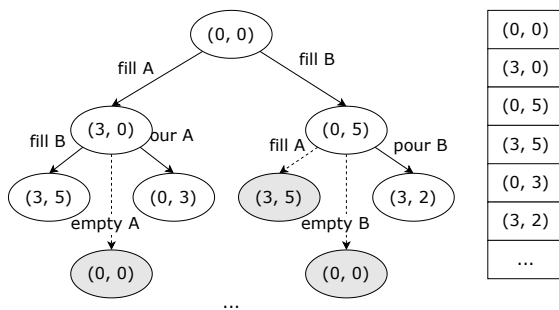 (0, 0)
fill A
fill B
(3, 0)
(0, 5)
fill B
our A
fill A
pour B
(3, 5)
(0, 3)
(3, 5)
(3, 2)
empty A
empty B
(0, 0)
(0, 0)
...
(0, 0)
(3, 0)
(0, 5)
(3, 5)
(0, 3)
(3, 2)
...